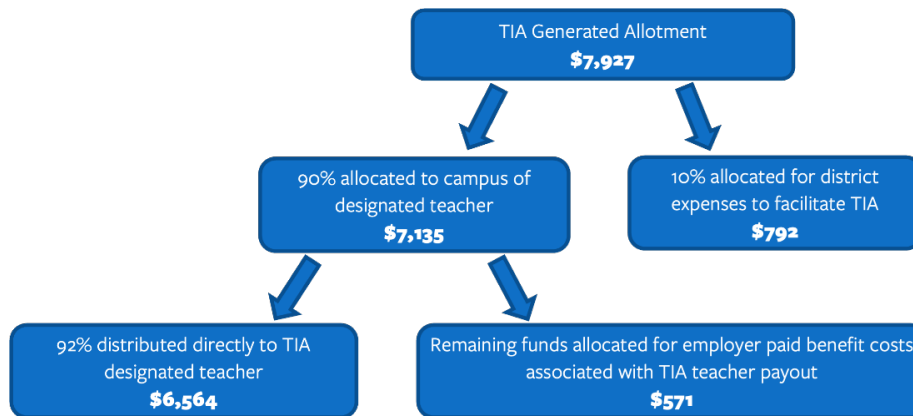 TIA Generated Allotment
$7,927
90% allocated to campus of
designated teacher
$7,135
10% allocated for district
expenses to facilitate TIA
$792
92% distributed directly to TIA
designated teacher
$6,564
Remaining funds allocated for employer paid benefit costs
associated with TIA teacher payout
$571